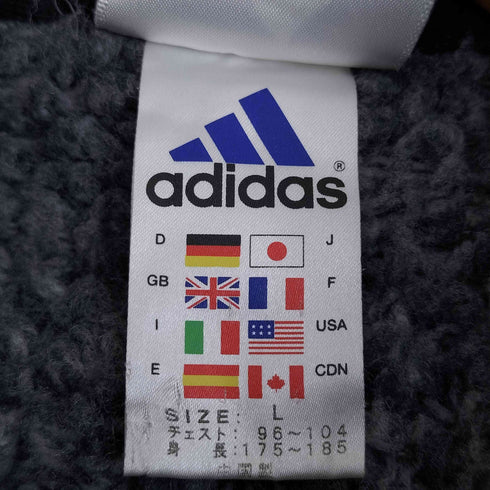 adidas®
D J
GB F
I USA
E CDN
SIZE: L
チェスト: 96~104
身 長:175~185